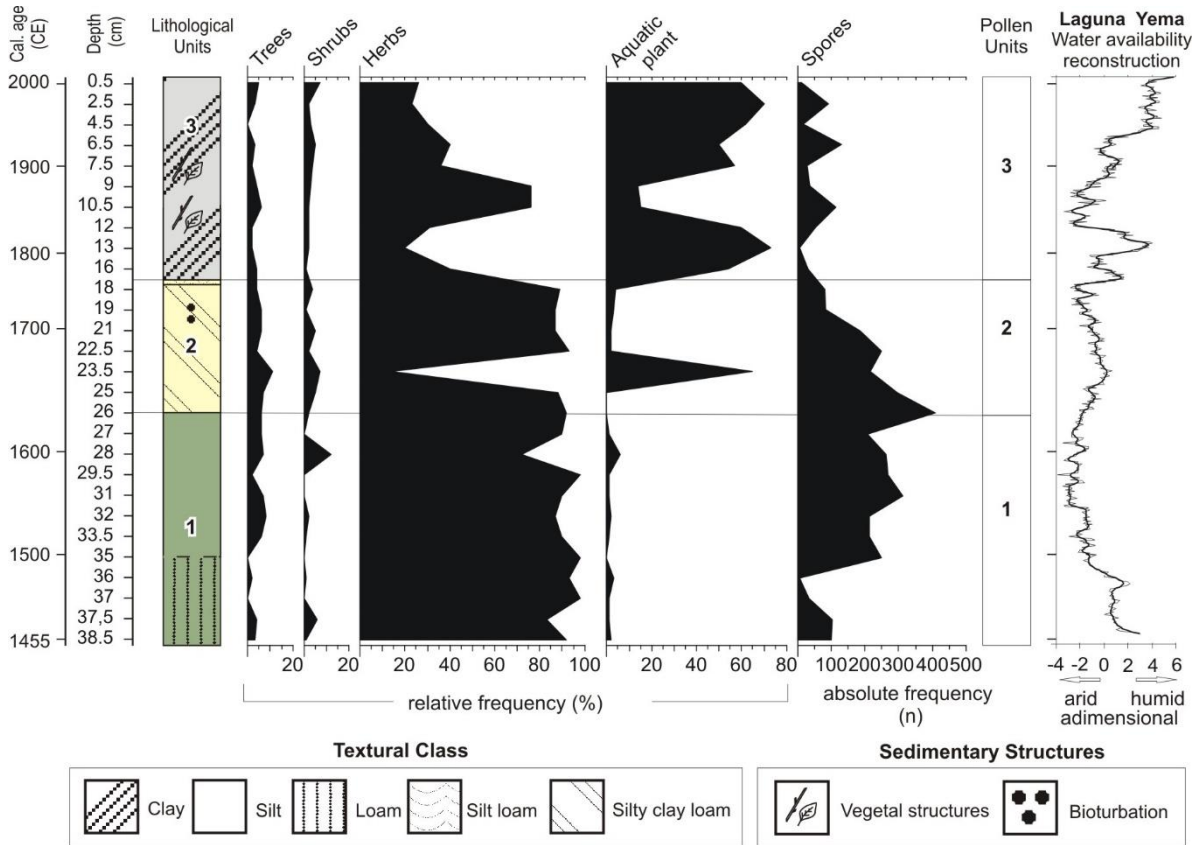 Cal. age
(CE)
Depth
(cm)
Lithological
Units
Trees
Shrubs
Herbs
Aquatic
plant
Spores
Pollen
Units
Laguna Yema
Water availability
reconstruction
2000
1900
1800
1700
1600
1500
1455
0.5
2.5
4.5
6.5
7.5
9
10.5
12
13
16
18
19
21
22.5
23.5
25
26
27
28
29.5
31
32
33.5
35
36
37
37,5
38.5
3
2
1
20
20
20 40 60 80 100
20 40 60 80
100 200 300 400 500
3
2
1
-4 -2 0 2 4 6
relative frequency (%)
absolute frequency
(n)
arid humid
adimensional
Textural Class
Clay
Silt
Loam
Silt loam
Silty clay loam
Sedimentary Structures
Vegetal structures
Bioturbation